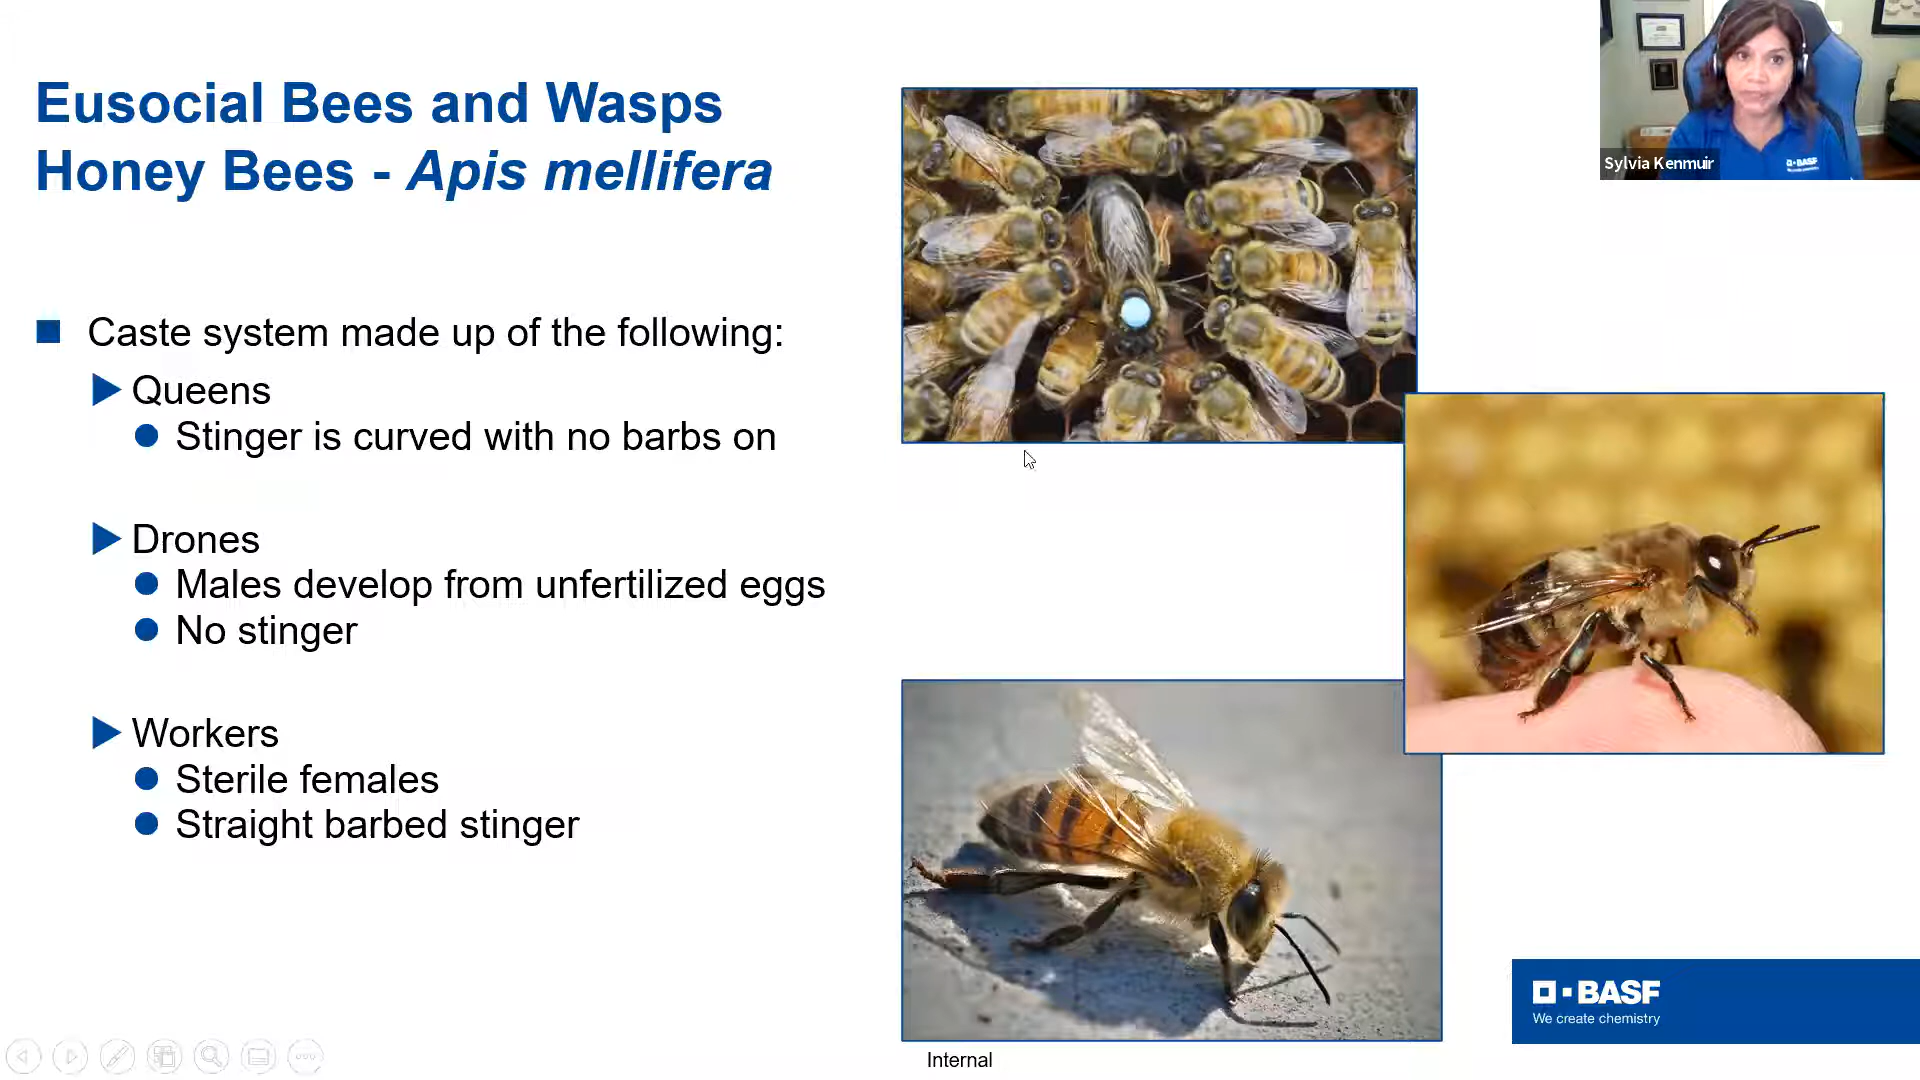 Eusocial Bees and Wasps
Honey Bees - Apis mellifera
Caste system made up of the following:
Queens
Stinger is curved with no barbs on
Drones
Males develop from unfertilized eggs
No stinger
Workers
Sterile females
Straight barbed stinger
Sylvia Kenmuir
BASF
BASF
We create chemistry
Internal